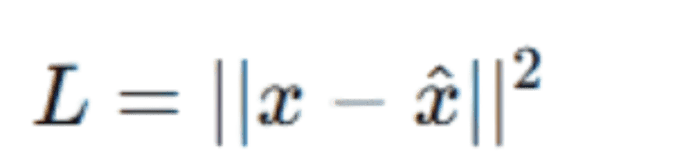 L = ||x − x̂||²